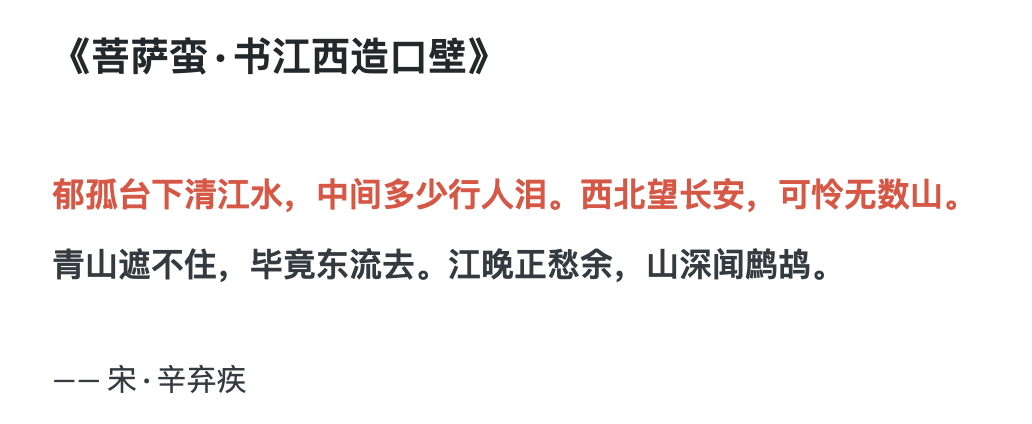 《菩萨蛮·书江西造口壁》
郁孤台下清江水，中间多少行人泪。西北望长安，可怜无数山。
青山遮不住，毕竟东流去。江晚正愁余，山深闻鹧鸪。
—— 宋·辛弃疾